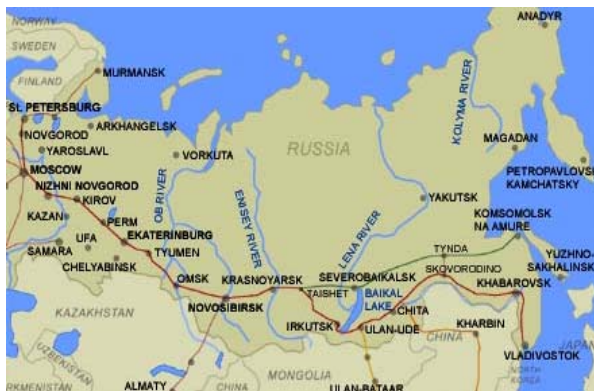 NORWAY
ANADYR
SWEDEN
MURMANSK
FINLAND
KOLYMA RIVER
ST. PETERSBURG
ARKHANGELSK
NOVGOROD
YAROSLAVL
VORKUTA
RUSSIA
MAGADAN
MOSCOW
PETROPAVLOVSK
KAMCHATSKY
NIZHNI NOVGOROD
KIROV
OB RIVER
ENISEY RIVER
YAKUTSK
KOMSOMOLSK
NA AMURE
KAZAN
PERM
LENA RIVER
UFA
EKATERINBURG
SAMARA
TYUMEN
TYNDA
YUZHNO-
SAKHALINSK
CHELYABINSK
SKOVORODINO
OMSK
KRASNOYARSK
SEVEROBAIKALSK
KHABAROVSK
TAISHET
BAIKAL
LAKE
NOVOSIBIRSK
CHITA
KAZAKHSTAN
IRKUTSK
ULAN-UDE
KHARBIN
CHINA
JAPAN
UZBEKISTAN
VLADIVOSTOK
MONGOLIA
NORTH
KOREA
ALMATY
CHINA
ULAN-BATAAR